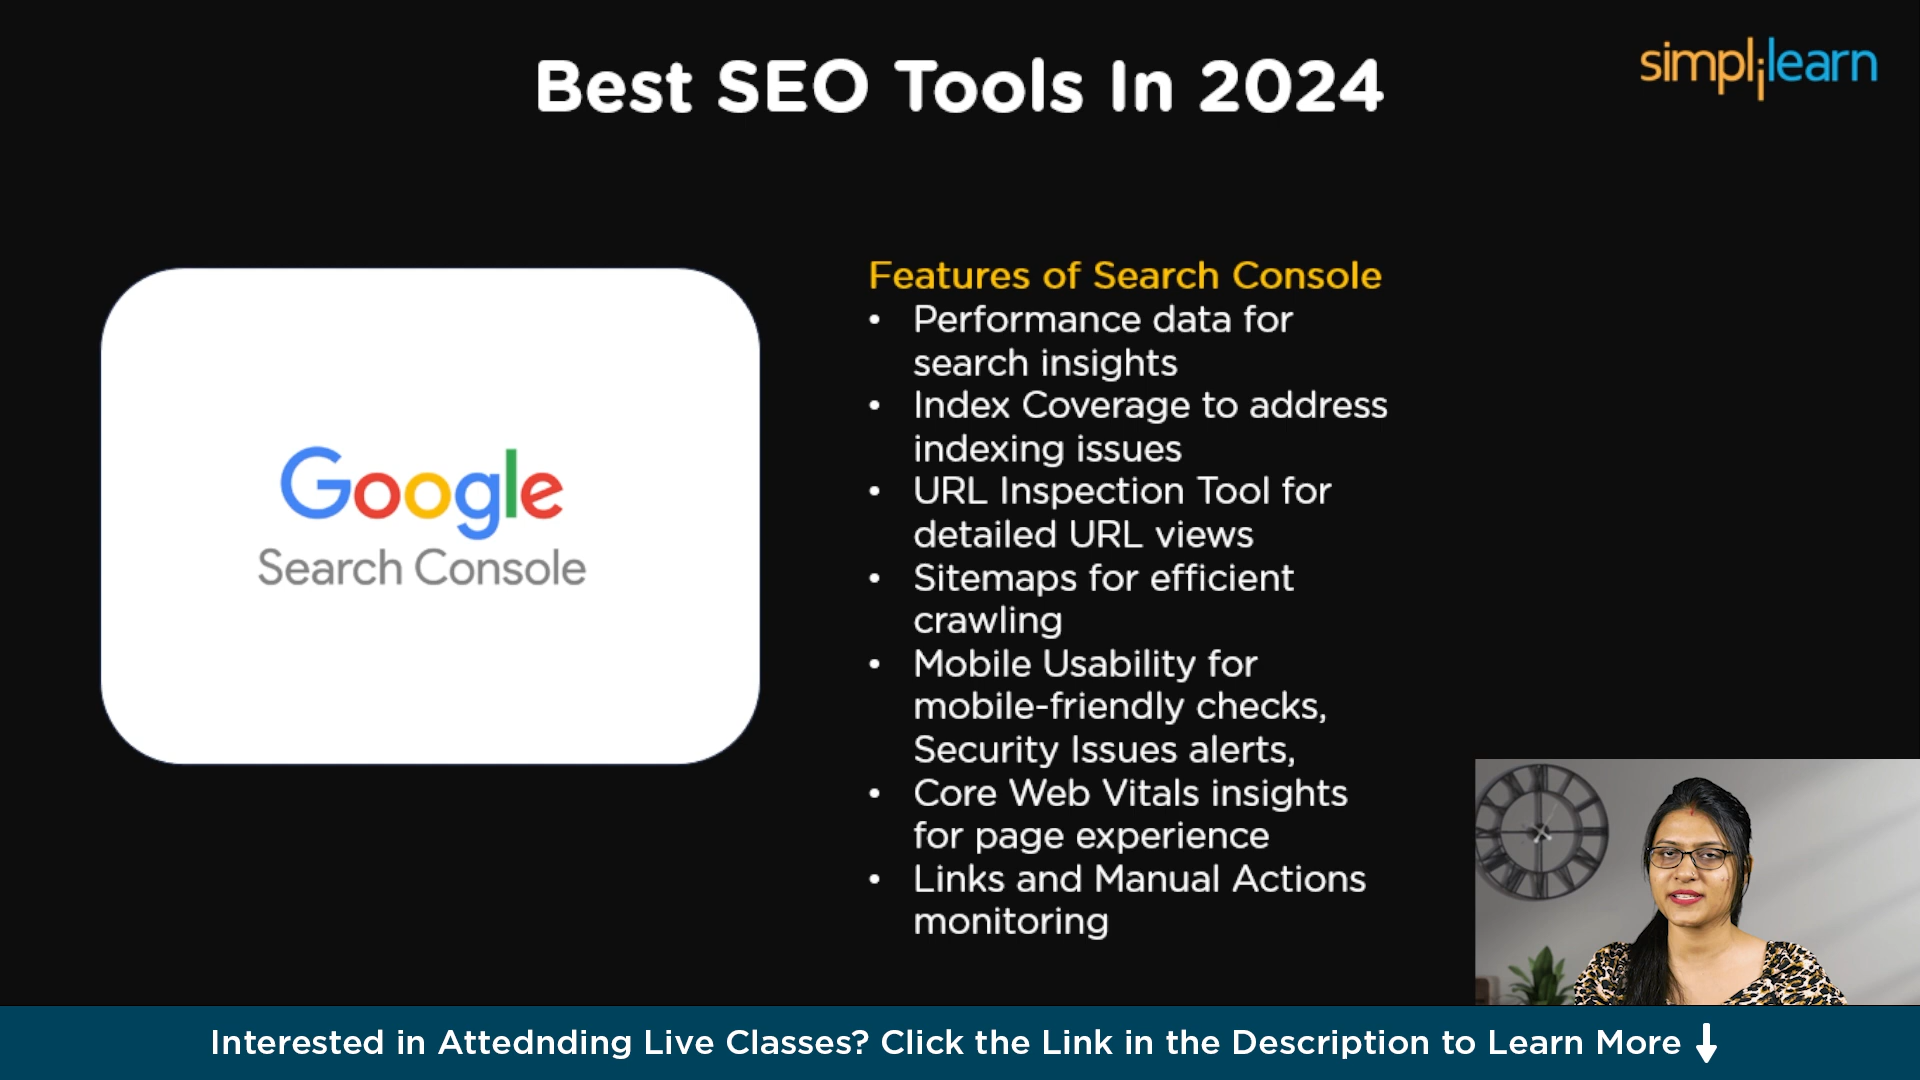 Best SEO Tools In 2024
simplilearn
Google
Search Console
Features of Search Console
• Performance data for
search insights
• Index Coverage to address
indexing issues
• URL Inspection Tool for
detailed URL views
• Sitemaps for efficient
crawling
• Mobile Usability for
mobile-friendly checks,
Security Issues alerts,
• Core Web Vitals insights
for page experience
• Links and Manual Actions
monitoring
Interested in Attednding Live Classes? Click the Link in the Description to Learn More